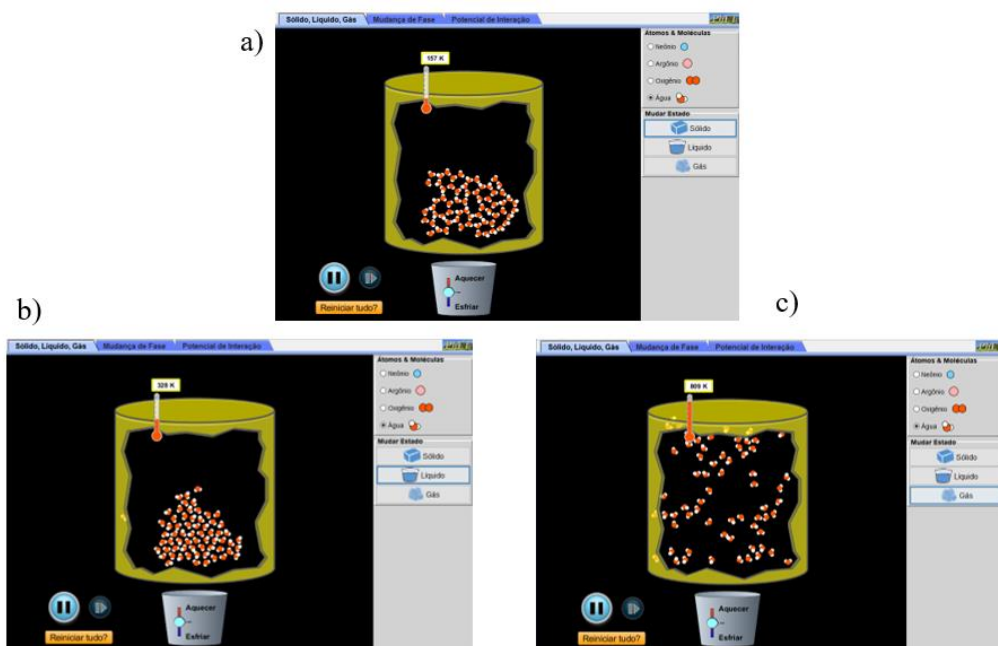 a)
Sólido, Líquido, Gás
Mudança de Fase
Potencial de Interação
157 K
Átomos & Moléculas
Neônio
Argônio
Oxigênio
Água
Mudar Estado
Sólido
Líquido
Gás
Aquecer
Esfriar
Reiniciar tudo?
b)
Sólido, Líquido, Gás
Mudança de Fase
Potencial de Interação
Átomos & Moléculas
Neônio
Argônio
Oxigênio
Água
Mudar Estado
Sólido
Líquido
Gás
Aquecer
Esfriar
Reiniciar tudo?
c)
Sólido, Líquido, Gás
Mudança de Fase
Potencial de Interação
809 K
Átomos & Moléculas
Neônio
Argônio
Oxigênio
Água
Mudar Estado
Sólido
Líquido
Gás
Aquecer
Esfriar
Reiniciar tudo?